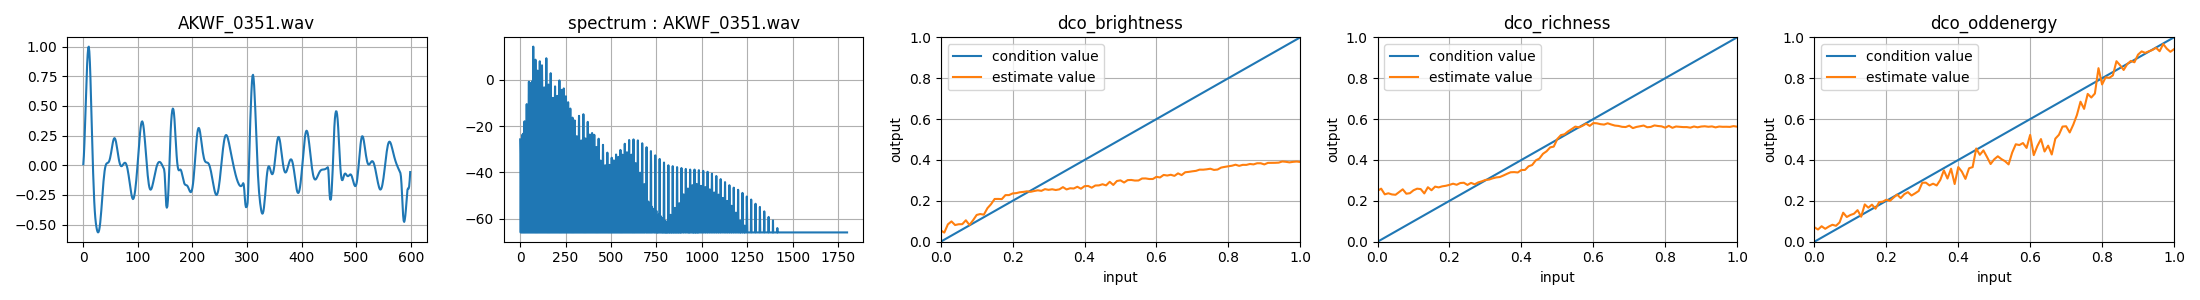 AKWF_0351.wav
1.00
0.75
0.50
0.25
0.00
−0.25
−0.50
0 100 200 300 400 500 600
spectrum : AKWF_0351.wav
0
−20
−40
−60
0 250 500 750 1000 1250 1500 1750
dco_brightness
condition value
estimate value
output
1.0
0.8
0.6
0.4
0.2
0.0
0.0 0.2 0.4 0.6 0.8 1.0
input
dco_richness
condition value
estimate value
output
1.0
0.8
0.6
0.4
0.2
0.0
0.0 0.2 0.4 0.6 0.8 1.0
input
dco_oddenergy
condition value
estimate value
output
1.0
0.8
0.6
0.4
0.2
0.0
0.0 0.2 0.4 0.6 0.8 1.0
input